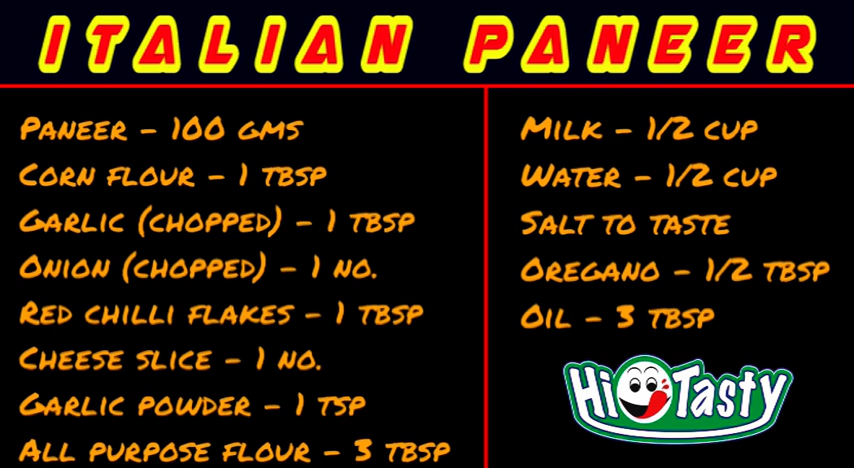 ITALIAN PANEER
PANEER - 100 GMS
CORN FLOUR - 1 TBSP
GARLIC (CHOPPED) - 1 TBSP
ONION (CHOPPED) - 1 NO.
RED CHILLI FLAKES - 1 TBSP
CHEESE SLICE - 1 NO.
GARLIC POWDER - 1 TSP
ALL PURPOSE FLOUR - 3 TBSP
MILK - 1/2 CUP
WATER - 1/2 CUP
SALT TO TASTE
OREGANO - 1/2 TBSP
OIL - 3 TBSP
Hi Tasty